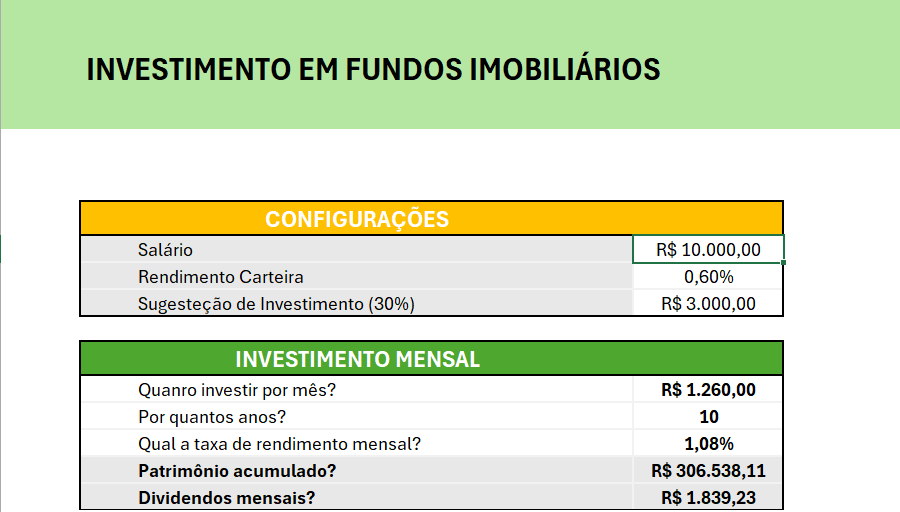 INVESTIMENTO EM FUNDOS IMOBILIÁRIOS
CONFIGURAÇÕES
Salário R$ 10.000,00
Rendimento Carteira 0,60%
Sugesteção de Investimento (30%) R$ 3.000,00
INVESTIMENTO MENSAL
Quanro investir por mês? R$ 1.260,00
Por quantos anos? 10
Qual a taxa de rendimento mensal? 1,08%
Patrimônio acumulado? R$ 306.538,11
Dividendos mensais? R$ 1.839,23